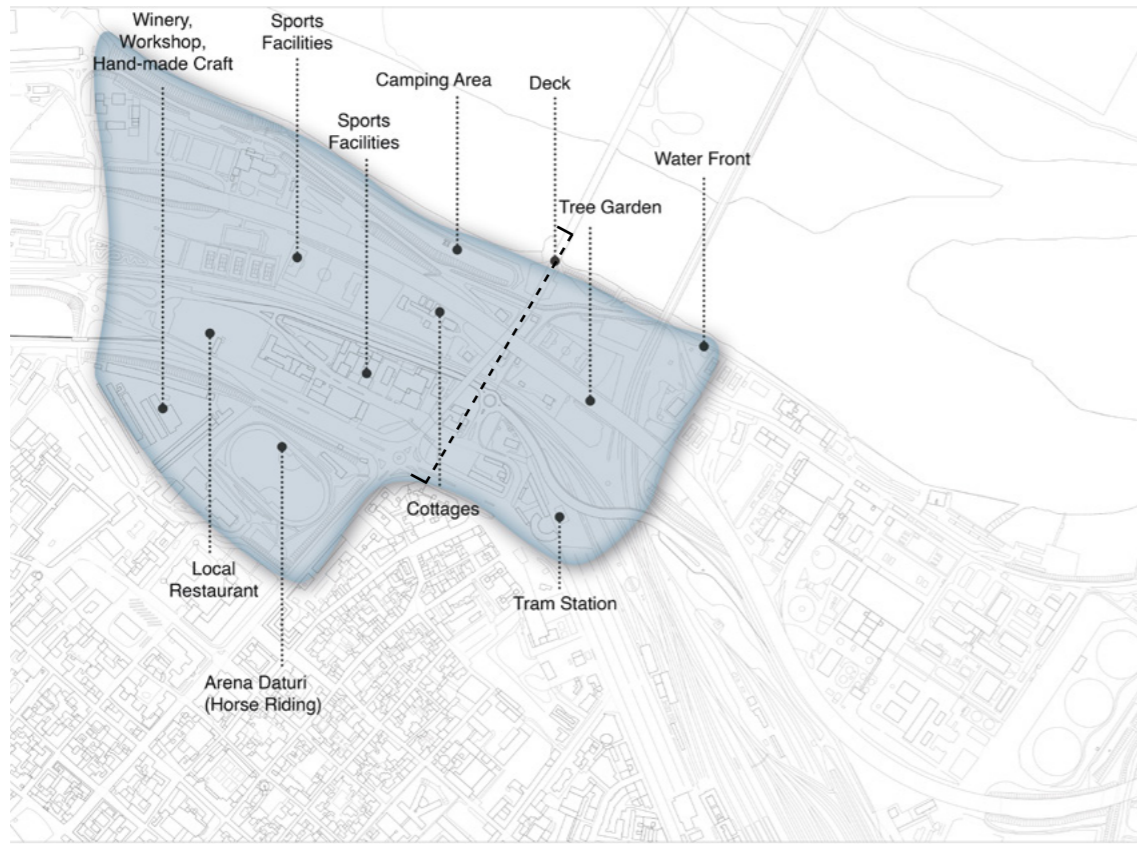 Winery,
Workshop,
Hand-made Craft
Sports
Facilities
Sports
Facilities
Camping Area
Deck
Water Front
Tree Garden
Cottages
Local
Restaurant
Tram Station
Arena Daturi
(Horse Riding)